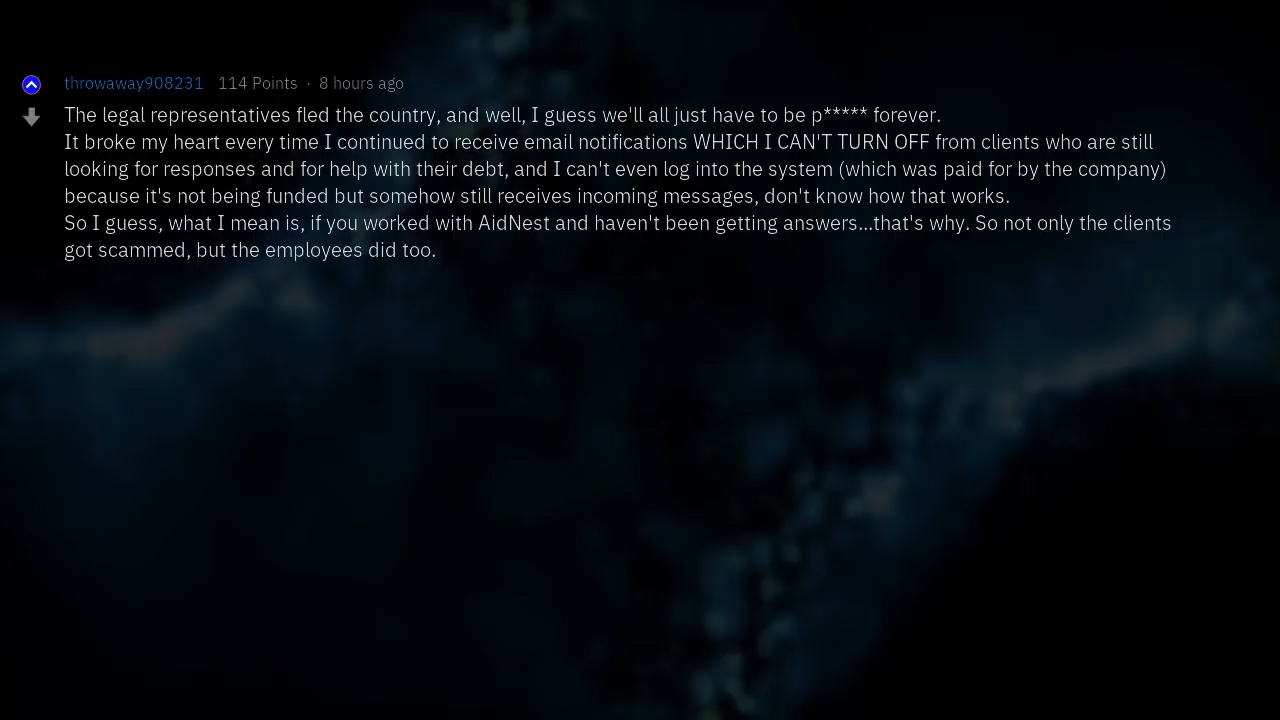 throwaway908231 114 Points · 8 hours ago
The legal representatives fled the country, and well, I guess we'll all just have to be p***** forever.
It broke my heart every time I continued to receive email notifications WHICH I CAN'T TURN OFF from clients who are still
looking for responses and for help with their debt, and I can't even log into the system (which was paid for by the company)
because it's not being funded but somehow still receives incoming messages, don't know how that works.
So I guess, what I mean is, if you worked with AidNest and haven't been getting answers...that's why. So not only the clients
got scammed, but the employees did too.